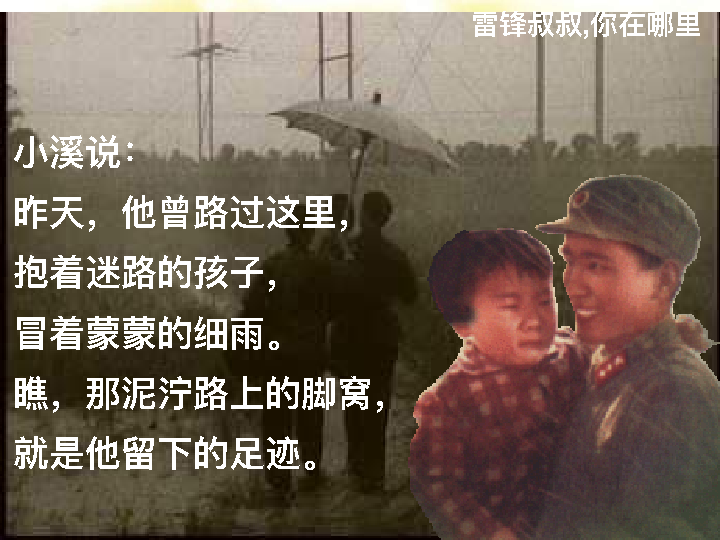 雷锋叔叔,你在哪里
小溪说：
昨天，他曾路过这里，
抱着迷路的孩子，
冒着蒙蒙的细雨。
瞧，那泥泞路上的脚窝，
就是他留下的足迹。